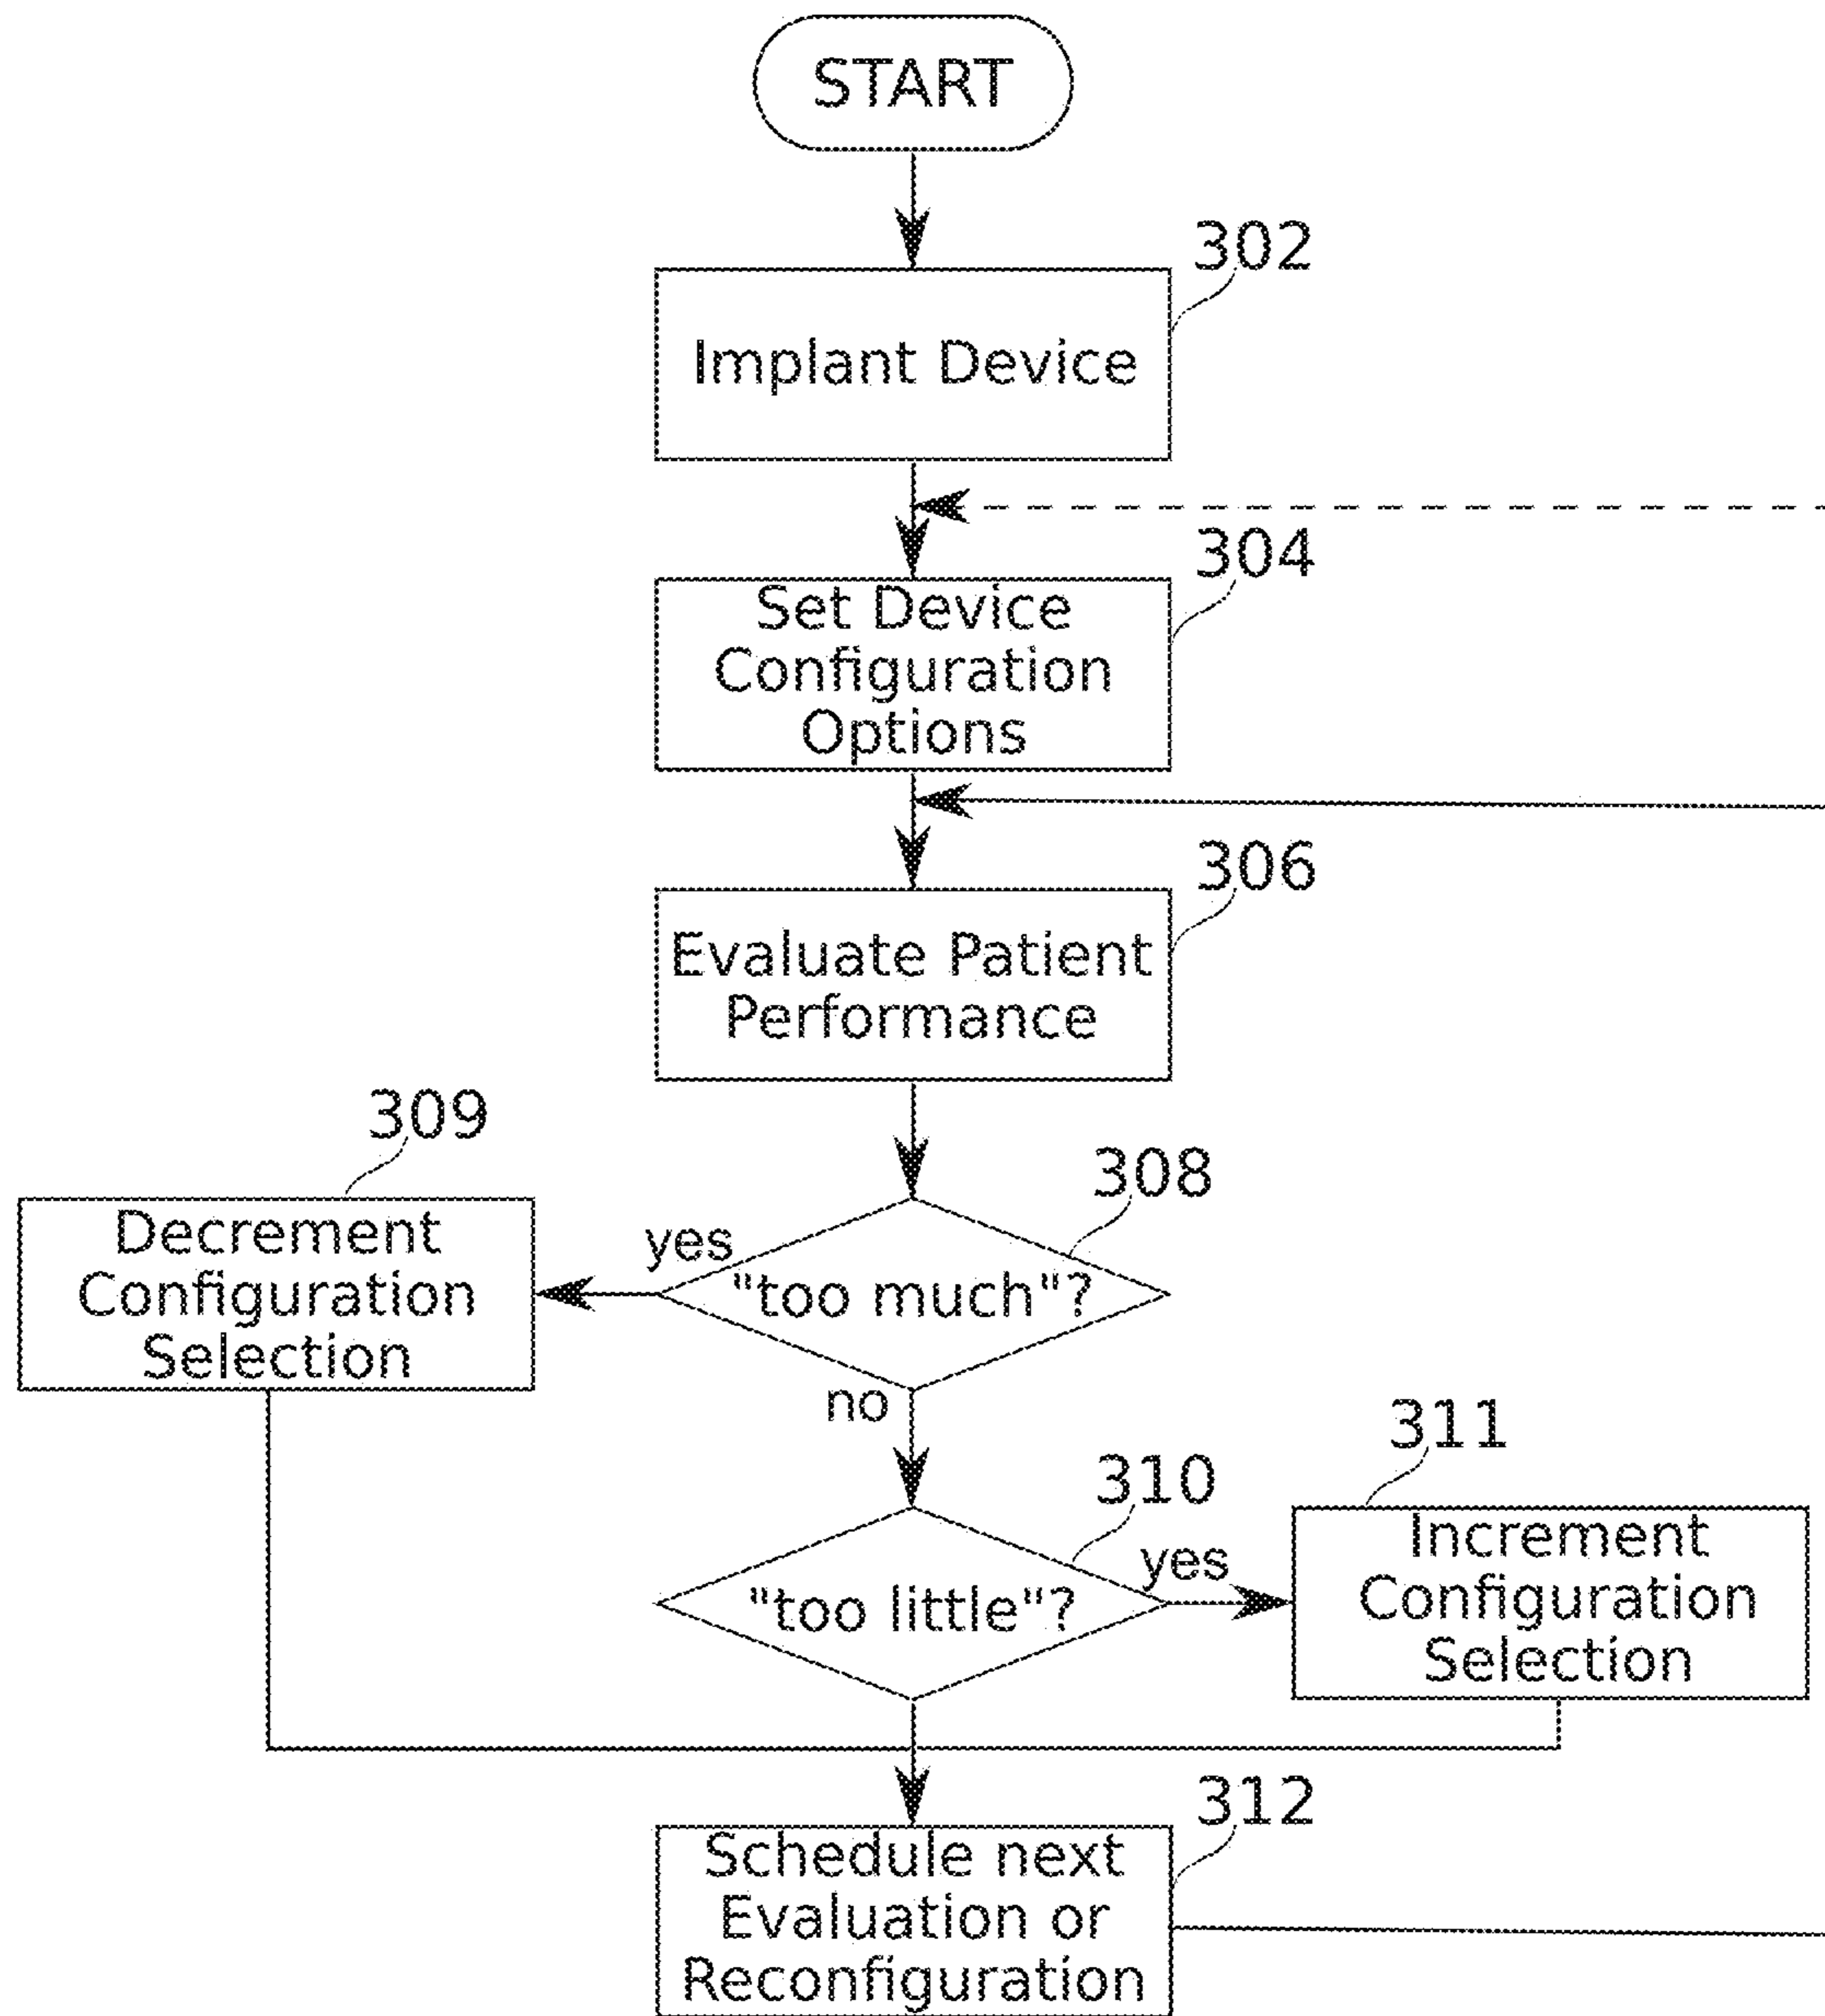 START
302
Implant Device
304
Set Device
Configuration
Options
306
Evaluate Patient
Performance
309
308
Decrement
Configuration
Selection
yes
"too much"?
no
311
310
Increment
Configuration
Selection
yes
"too little"?
312
Schedule next
Evaluation or
Reconfiguration